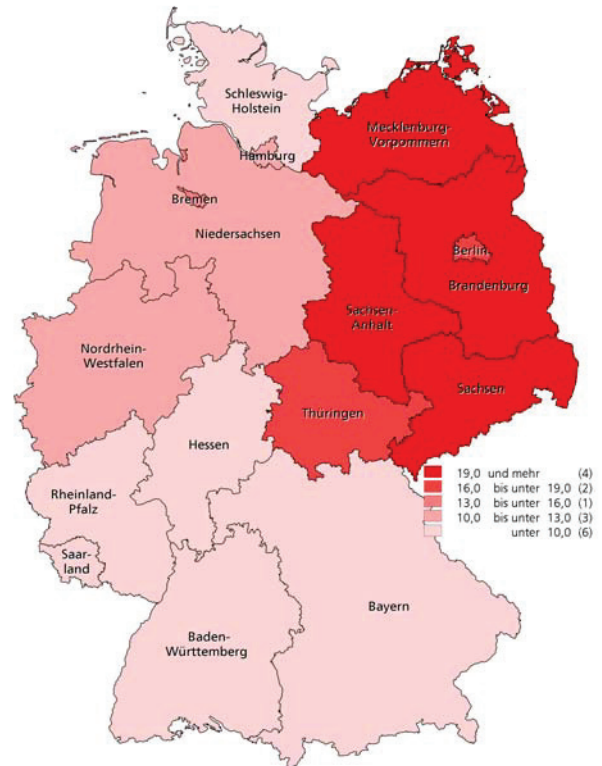 Schleswig-
Holstein
Mecklenburg-
Vorpommern
Hamburg
Bremen
Niedersachsen
Berlin
Brandenburg
Sachsen-
Anhalt
Nordrhein-
Westfalen
Sachsen
Thüringen
Hessen
Rheinland-
Pfalz
Saar-
land
Bayern
Baden-
Württemberg
19,0 und mehr (4)
16,0 bis unter 19,0 (2)
13,0 bis unter 16,0 (1)
10,0 bis unter 13,0 (3)
unter 10,0 (6)